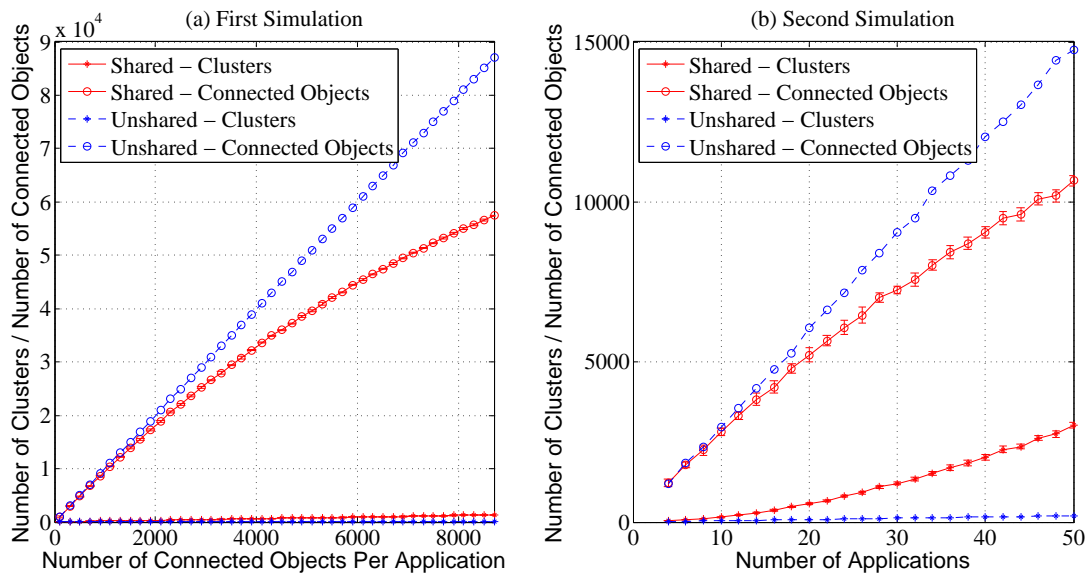 (a) First Simulation
x 10^4
Number of Clusters / Number of Connected Objects
9
8
7
6
5
4
3
2
1
0
Shared – Clusters
Shared – Connected Objects
Unshared – Clusters
Unshared – Connected Objects
0 2000 4000 6000 8000
Number of Connected Objects Per Application
(b) Second Simulation
Number of Clusters / Number of Connected Objects
15000
10000
5000
0
Shared – Clusters
Shared – Connected Objects
Unshared – Clusters
Unshared – Connected Objects
0 10 20 30 40 50
Number of Applications